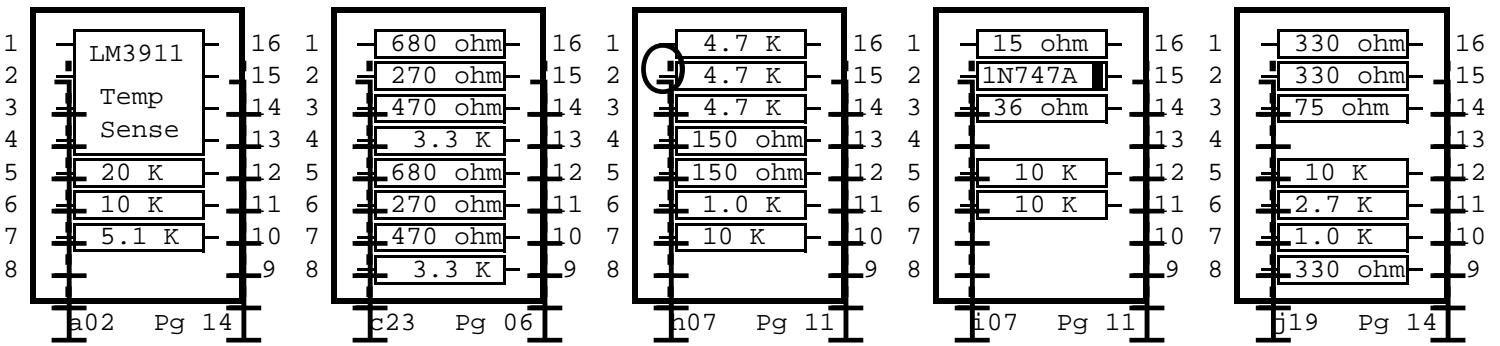 1 16
LM3911
2 15
Temp
3 14
Sense
4 13
5 20 K 12
6 10 K 11
7 5.1 K 10
8 9
a02 Pg 14
1 680 ohm 16
2 270 ohm 15
3 470 ohm 14
4 3.3 K 13
5 680 ohm 12
6 270 ohm 11
7 470 ohm 10
8 3.3 K 9
c23 Pg 06
1 4.7 K 16
2 4.7 K 15
3 4.7 K 14
4 150 ohm 13
5 150 ohm 12
6 1.0 K 11
7 10 K 10
8 9
h07 Pg 11
1 15 ohm 16
2 1N747A 15
3 36 ohm 14
4 13
5 10 K 12
6 10 K 11
7 10
8 9
i07 Pg 11
1 330 ohm 16
2 330 ohm 15
3 75 ohm 14
4 13
5 10 K 12
6 2.7 K 11
7 1.0 K 10
8 330 ohm 9
j19 Pg 14